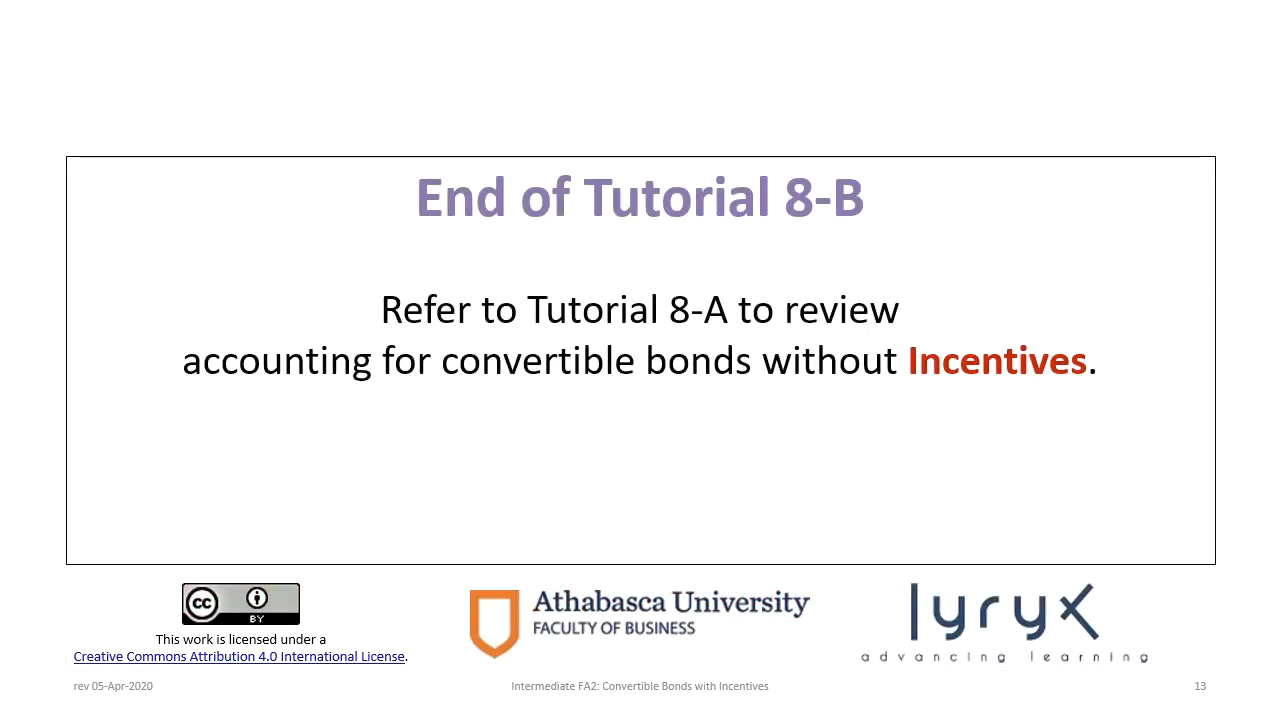 End of Tutorial 8-B
Refer to Tutorial 8-A to review
accounting for convertible bonds without Incentives.
cc
BY
This work is licensed under a
Creative Commons Attribution 4.0 International License.
Athabasca University
FACULTY OF BUSINESS
lyryx
advancing learning
rev 05-Apr-2020
Intermediate FA2: Convertible Bonds with Incentives
13